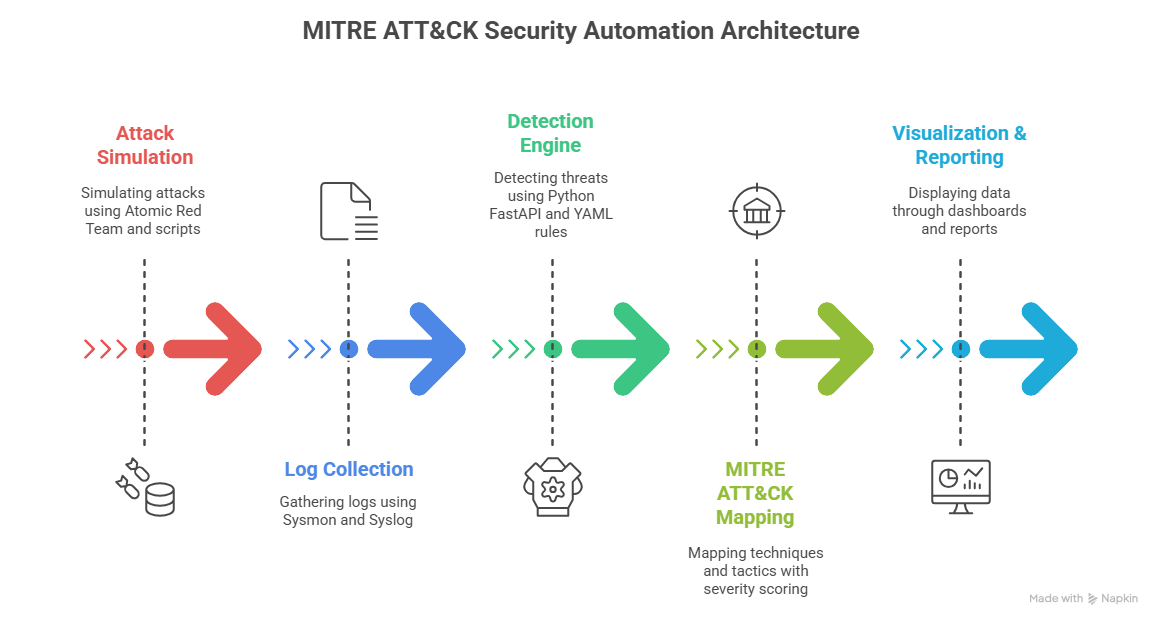 MITRE ATT&CK Security Automation Architecture
Attack
Simulation
Simulating attacks
using Atomic Red
Team and scripts
Log Collection
Gathering logs using
Sysmon and Syslog
Detection
Engine
Detecting threats
using Python
FastAPI and YAML
rules
MITRE
ATT&CK
Mapping
Mapping techniques
and tactics with
severity scoring
Visualization &
Reporting
Displaying data
through dashboards
and reports
Made with Napkin